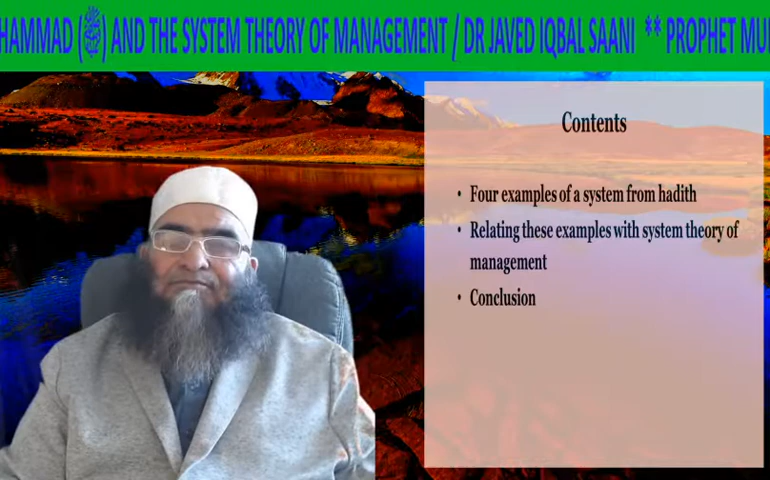 HAMMAD (ﷺ) AND THE SYSTEM THEORY OF MANAGEMENT / DR JAVED IQBAL SAANI ** PROPHET MU
Contents
• Four examples of a system from hadith
• Relating these examples with system theory of
management
• Conclusion